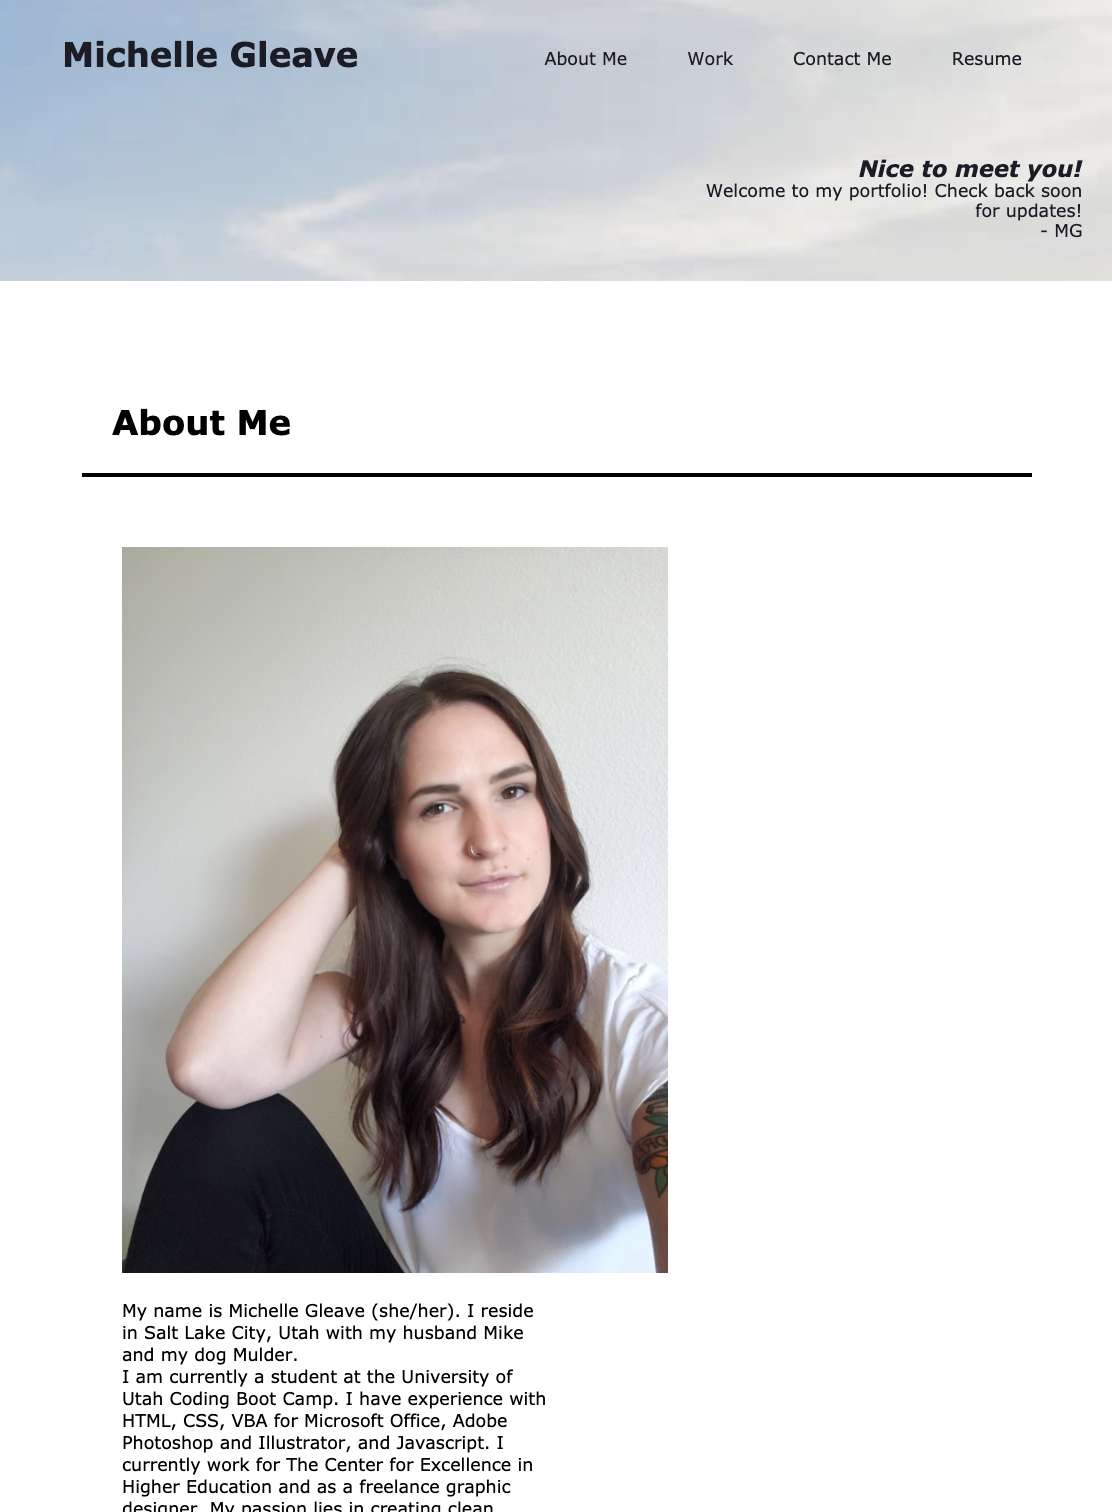 Michelle Gleave
About Me Work Contact Me Resume
Nice to meet you!
Welcome to my portfolio! Check back soon
for updates!
- MG
About Me
My name is Michelle Gleave (she/her). I reside
in Salt Lake City, Utah with my husband Mike
and my dog Mulder.
I am currently a student at the University of
Utah Coding Boot Camp. I have experience with
HTML, CSS, VBA for Microsoft Office, Adobe
Photoshop and Illustrator, and Javascript. I
currently work for The Center for Excellence in
Higher Education and as a freelance graphic
designer. My passion lies in creating clean,